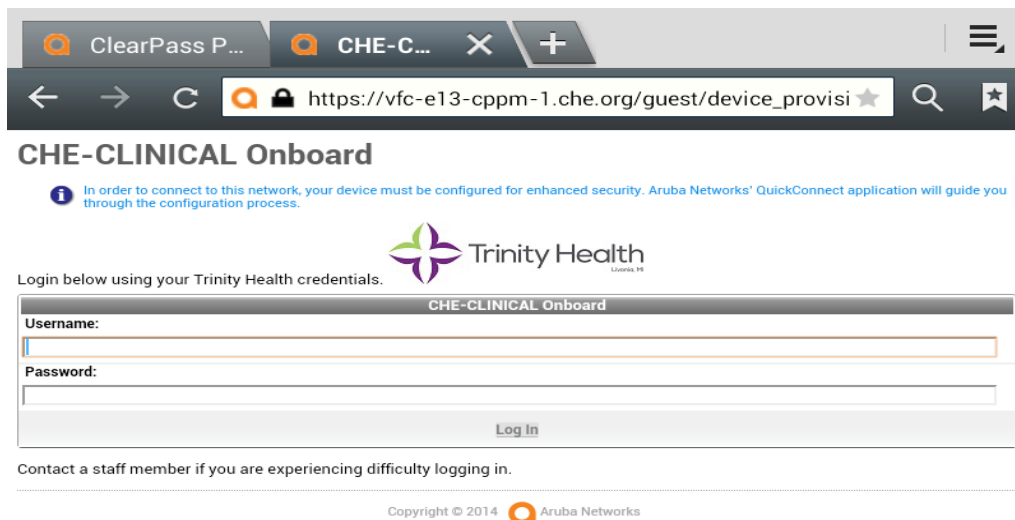 ClearPass P...
CHE-C...
https://vfc-e13-cppm-1.che.org/guest/device_provisi
CHE-CLINICAL Onboard
In order to connect to this network, your device must be configured for enhanced security. Aruba Networks' QuickConnect application will guide you
through the configuration process.
Trinity Health
Livonia, MI
Login below using your Trinity Health credentials.
CHE-CLINICAL Onboard
Username:
Password:
Log In
Contact a staff member if you are experiencing difficulty logging in.
Copyright © 2014 Aruba Networks